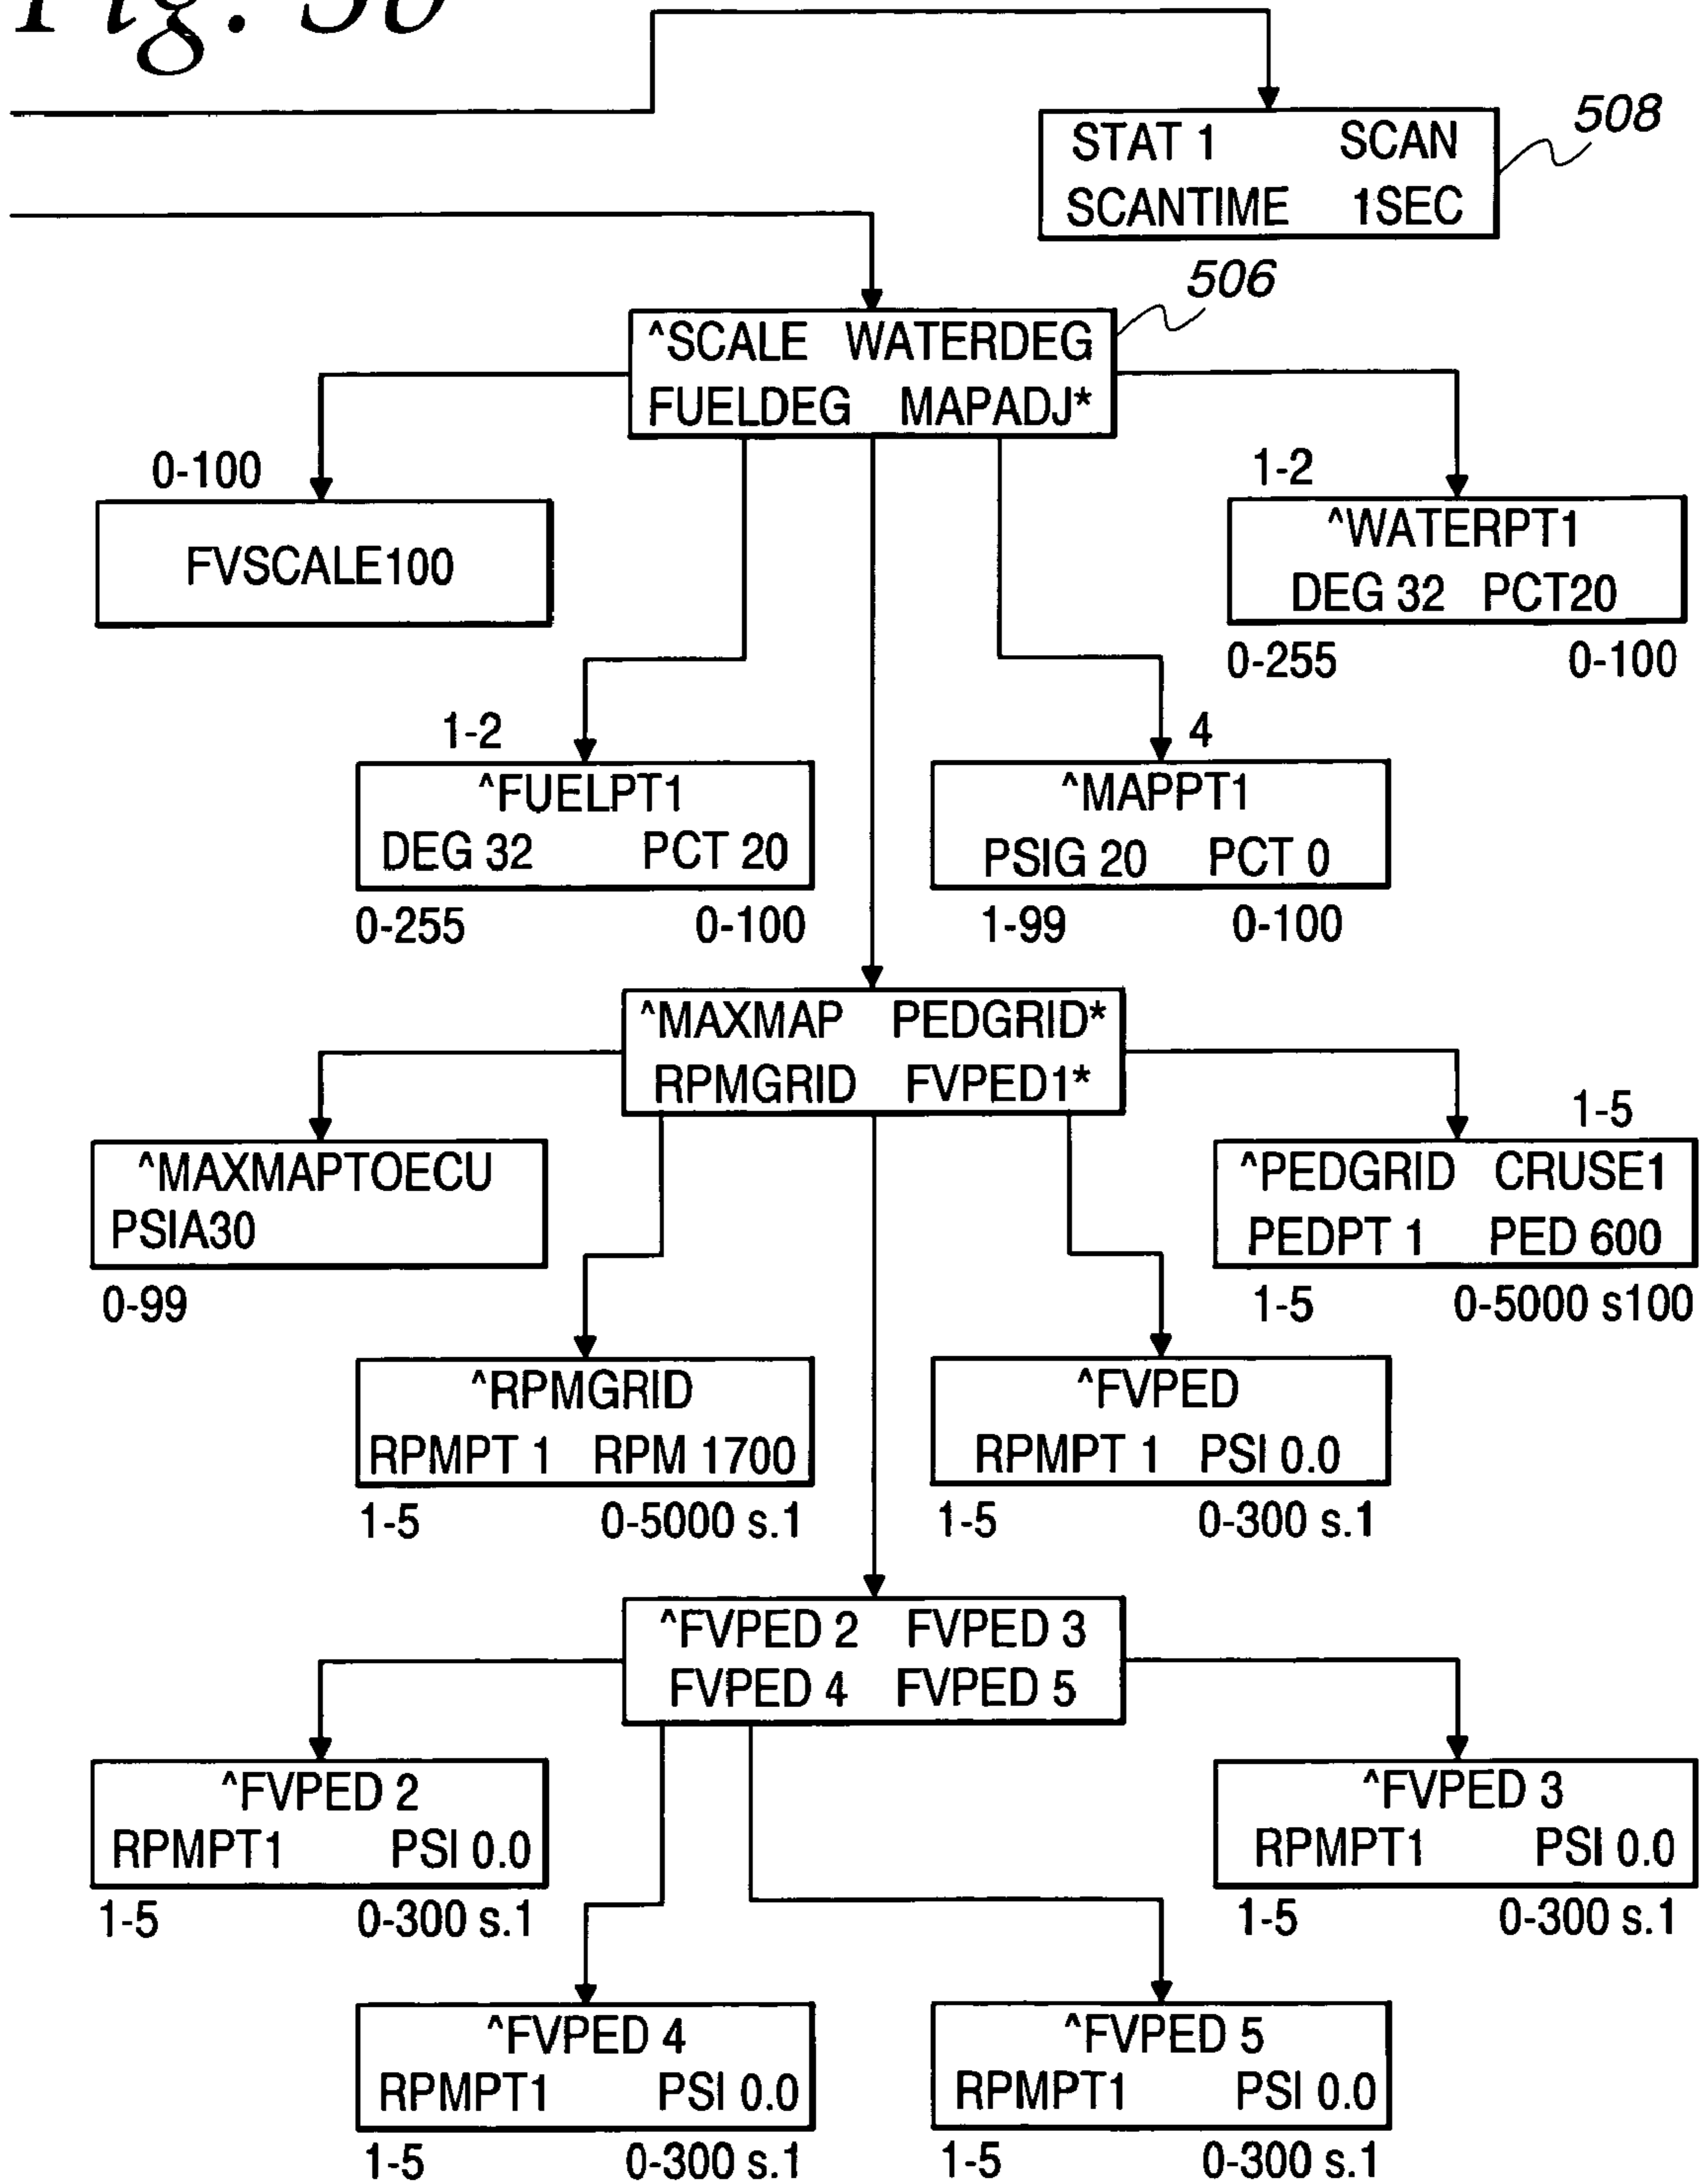 Fig.
508
STAT 1 SCAN
SCANTIME 1SEC
506
^SCALE WATERDEG
FUELDEG MAPADJ*
0-100
FVSCALE100
1-2
^WATERPT1
DEG 32 PCT20
0-255 0-100
1-2
^FUELPT1
DEG 32 PCT 20
0-255 0-100
4
^MAPPT1
PSIG 20 PCT 0
1-99 0-100
^MAXMAP PEDGRID*
RPMGRID FVPED1*
^MAXMAPTOECU
PSIA30
0-99
1-5
^PEDGRID CRUSE1
PEDPT 1 PED 600
1-5 0-5000 s100
^RPMGRID
RPMPT 1 RPM 1700
1-5 0-5000 s.1
^FVPED
RPMPT 1 PSI 0.0
1-5 0-300 s.1
^FVPED 2 FVPED 3
FVPED 4 FVPED 5
^FVPED 2
RPMPT1 PSI 0.0
1-5 0-300 s.1
^FVPED 3
RPMPT1 PSI 0.0
1-5 0-300 s.1
^FVPED 4
RPMPT1 PSI 0.0
1-5 0-300 s.1
^FVPED 5
RPMPT1 PSI 0.0
1-5 0-300 s.1